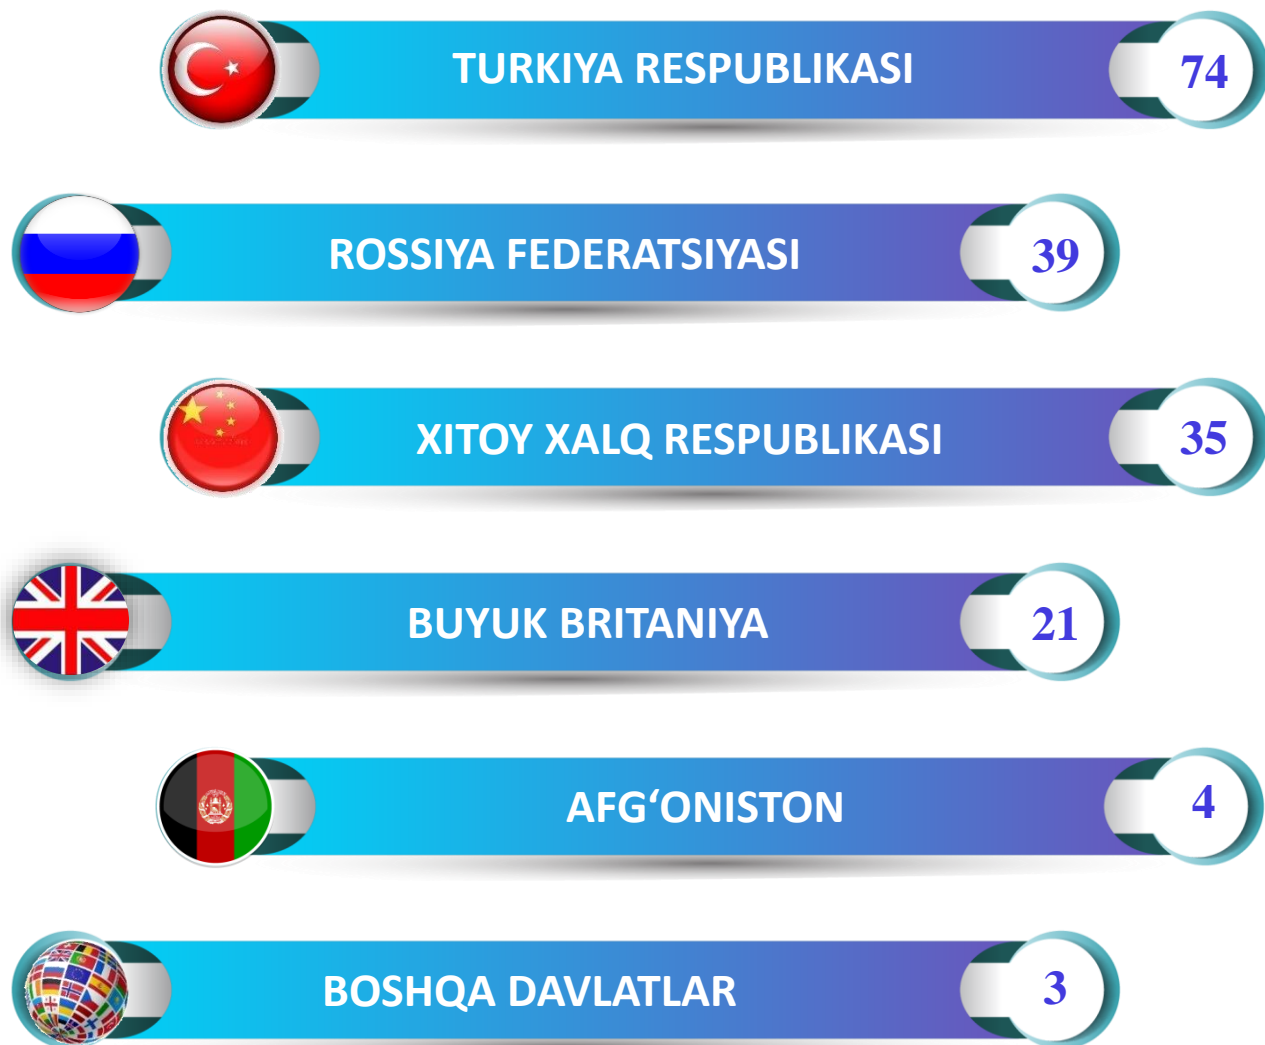 TURKIYA RESPUBLIKASI 74
ROSSIYA FEDERATSIYASI 39
XITOY XALQ RESPUBLIKASI 35
BUYUK BRITANIYA 21
AFG‘ONISTON 4
BOSHQA DAVLATLAR 3